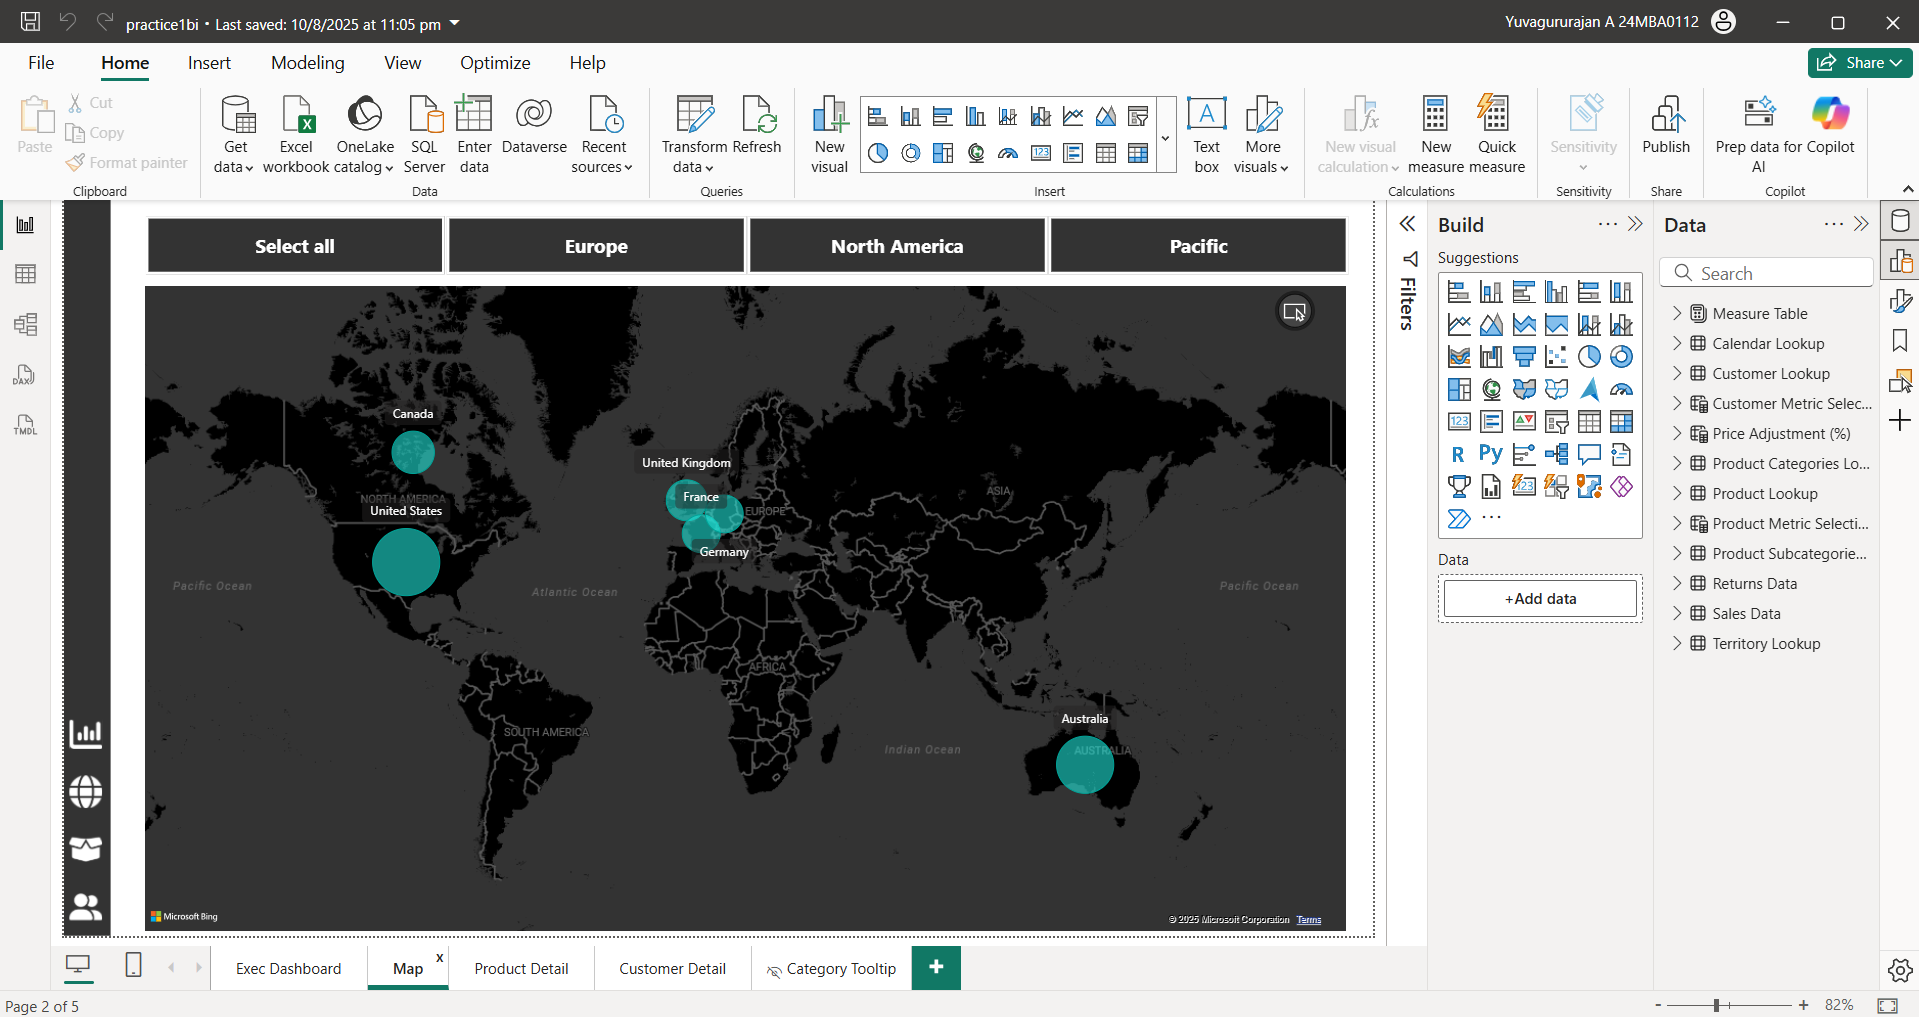 practice1bi • Last saved: 10/8/2025 at 11:05 pm
Yuvagururajan A 24MBA0112
File
Home
Insert
Modeling
View
Optimize
Help
Share
Paste
Cut
Copy
Format painter
Clipboard
Get data
Excel workbook
OneLake catalog
SQL Server
Enter data
Dataverse
Recent sources
Data
Transform data
Refresh
Queries
New visual
Text box
More visuals
Insert
New visual calculation
New measure
Quick measure
Calculations
Sensitivity
Sensitivity
Publish
Share
Prep data for AI
Copilot
Copilot
DAX
TMDL
Select all
Europe
North America
Pacific
Canada
NORTH AMERICA
United States
United Kingdom
France
EUROPE
Germany
ASIA
Pacific Ocean
Atlantic Ocean
Pacific Ocean
AFRICA
SOUTH AMERICA
Indian Ocean
Australia
AUSTRALIA
Microsoft Bing
© 2025 Microsoft Corporation Terms
Filters
Build
Suggestions
123
R
Py
123
Data
+Add data
Data
Search
Measure Table
Calendar Lookup
Customer Lookup
Customer Metric Selec...
Price Adjustment (%)
Product Categories Lo...
Product Lookup
Product Metric Selecti...
Product Subcategorie...
Returns Data
Sales Data
Territory Lookup
Exec Dashboard
Map
x
Product Detail
Customer Detail
Category Tooltip
+
Page 2 of 5
- + 82%